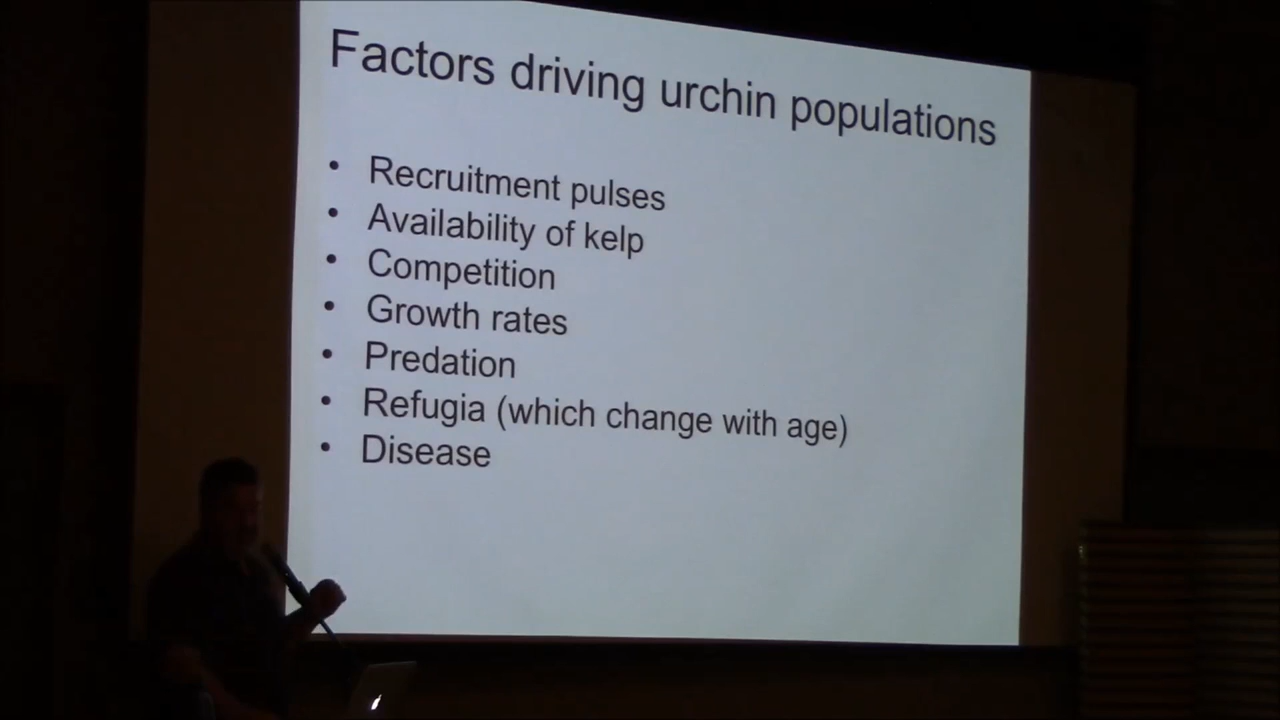 Factors driving urchin populations
• Recruitment pulses
• Availability of kelp
• Competition
• Growth rates
• Predation
• Refugia (which change with age)
• Disease